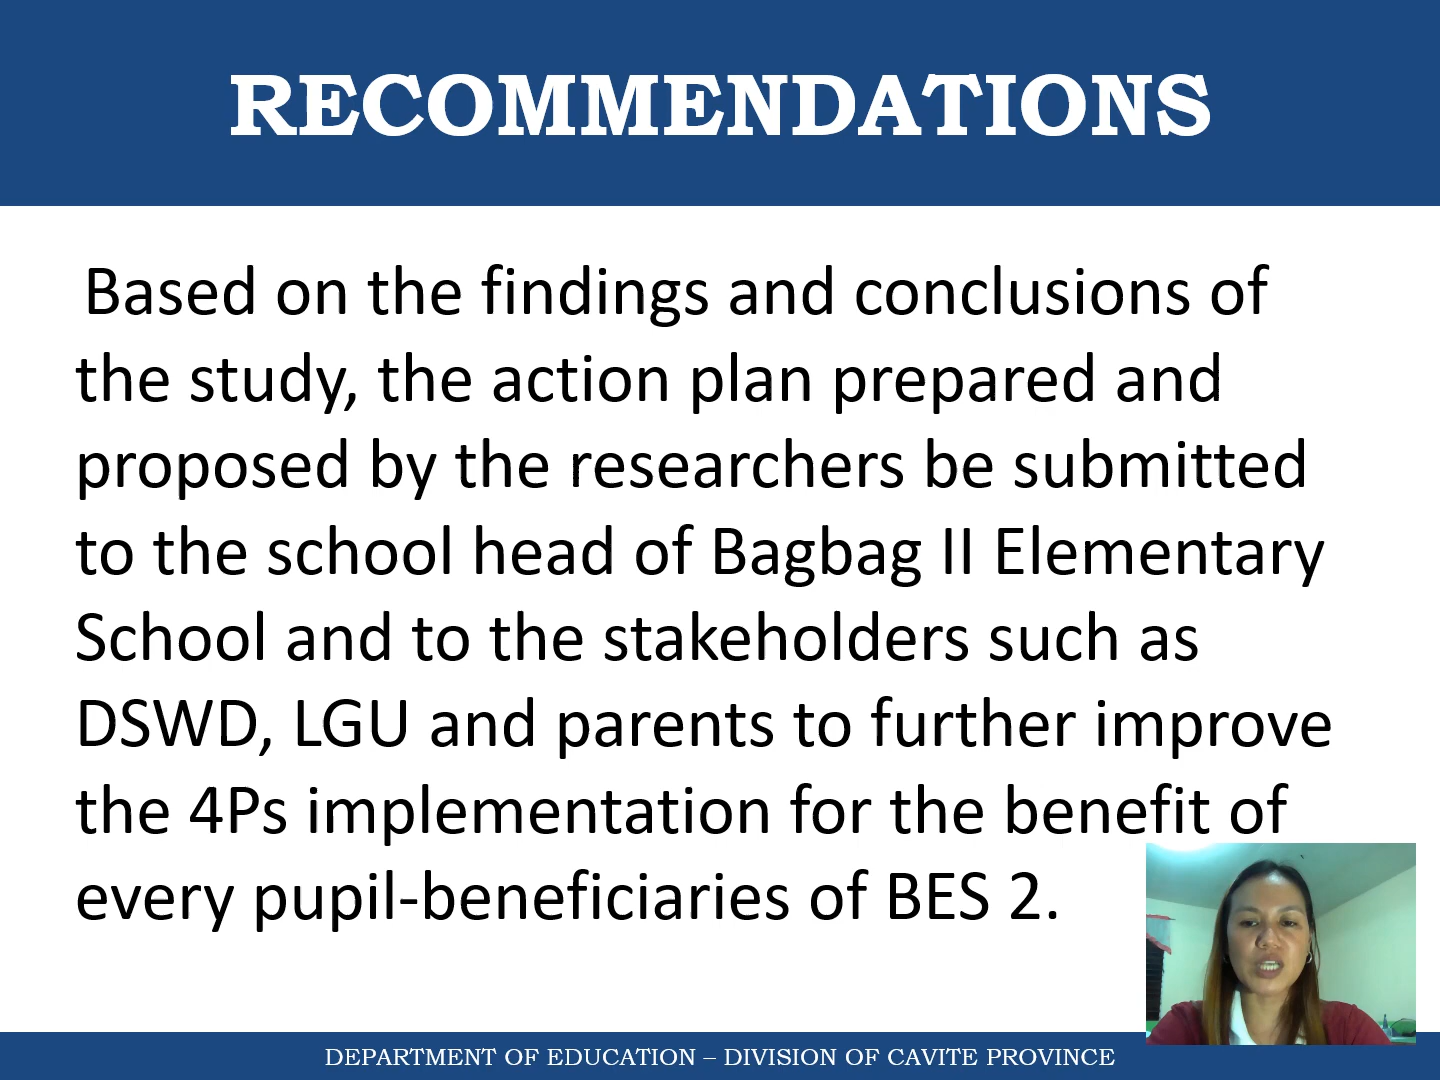 RECOMMENDATIONS
Based on the findings and conclusions of
the study, the action plan prepared and
proposed by the researchers be submitted
to the school head of Bagbag II Elementary
School and to the stakeholders such as
DSWD, LGU and parents to further improve
the 4Ps implementation for the benefit of
every pupil-beneficiaries of BES 2.
DEPARTMENT OF EDUCATION – DIVISION OF CAVITE PROVINCE